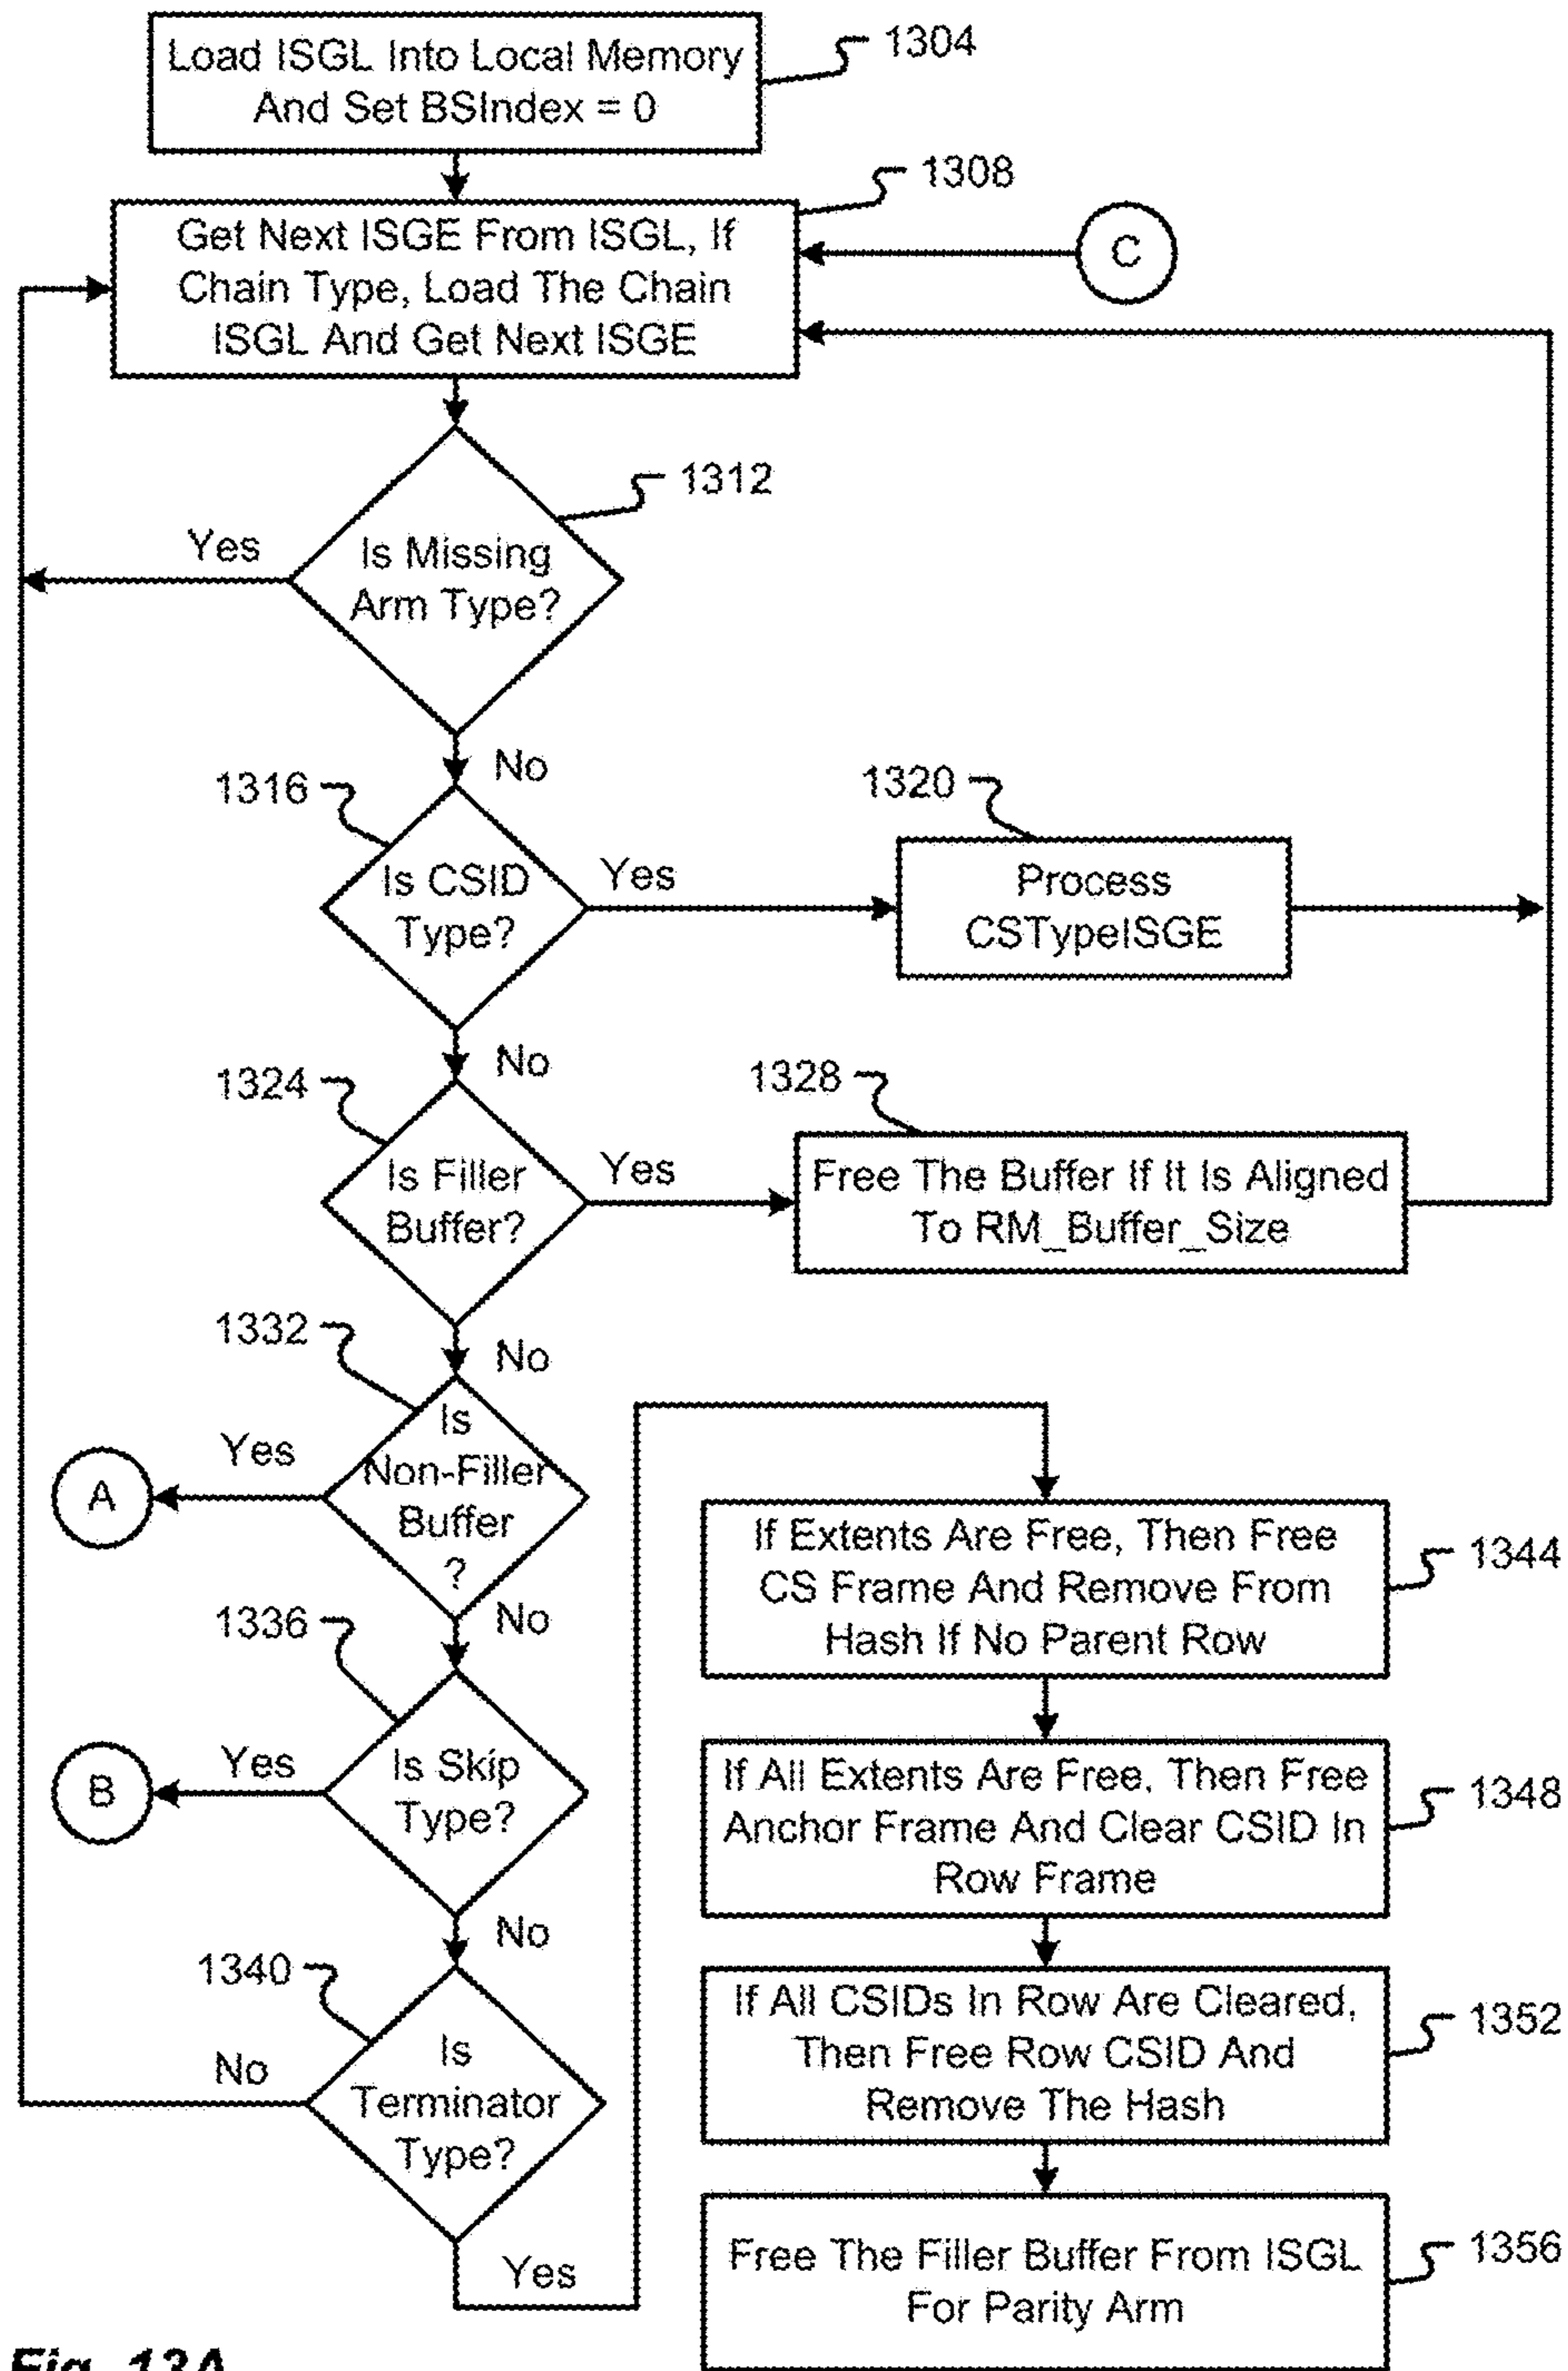 Load ISGL Into Local Memory
And Set BSIndex = 0
1304
1308
Get Next ISGE From ISGL, If
Chain Type, Load The Chain
ISGL And Get Next ISGE
C
1312
Yes
Is Missing
Arm Type?
No
1316
1320
Is CSID
Type?
Yes
Process
CSTypeISGE
No
1324
1328
Is Filler
Buffer?
Yes
Free The Buffer If It Is Aligned
To RM_Buffer_Size
No
1332
Is
Non-Filler
Buffer
?
Yes
A
No
1336
Is Skip
Type?
Yes
B
No
1340
Is
Terminator
Type?
No
Yes
If Extents Are Free, Then Free
CS Frame And Remove From
Hash If No Parent Row
1344
If All Extents Are Free, Then Free
Anchor Frame And Clear CSID In
Row Frame
1348
If All CSIDs In Row Are Cleared,
Then Free Row CSID And
Remove The Hash
1352
Free The Filler Buffer From ISGL
For Parity Arm
1356
Fig. 13A